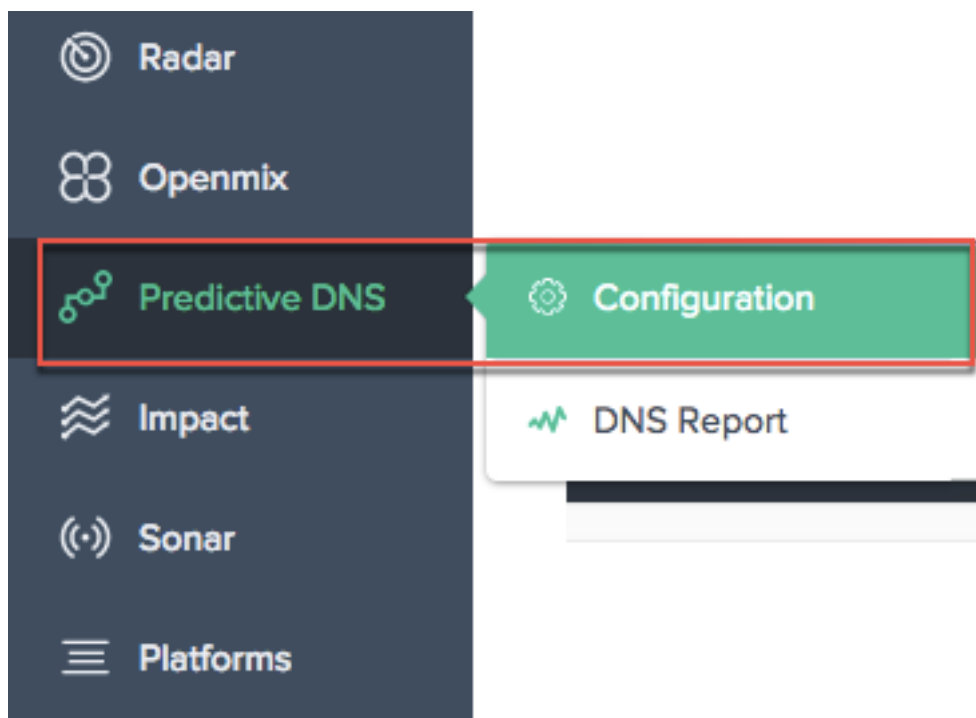 Radar
Openmix
Predictive DNS
Configuration
Impact
DNS Report
Sonar
Platforms